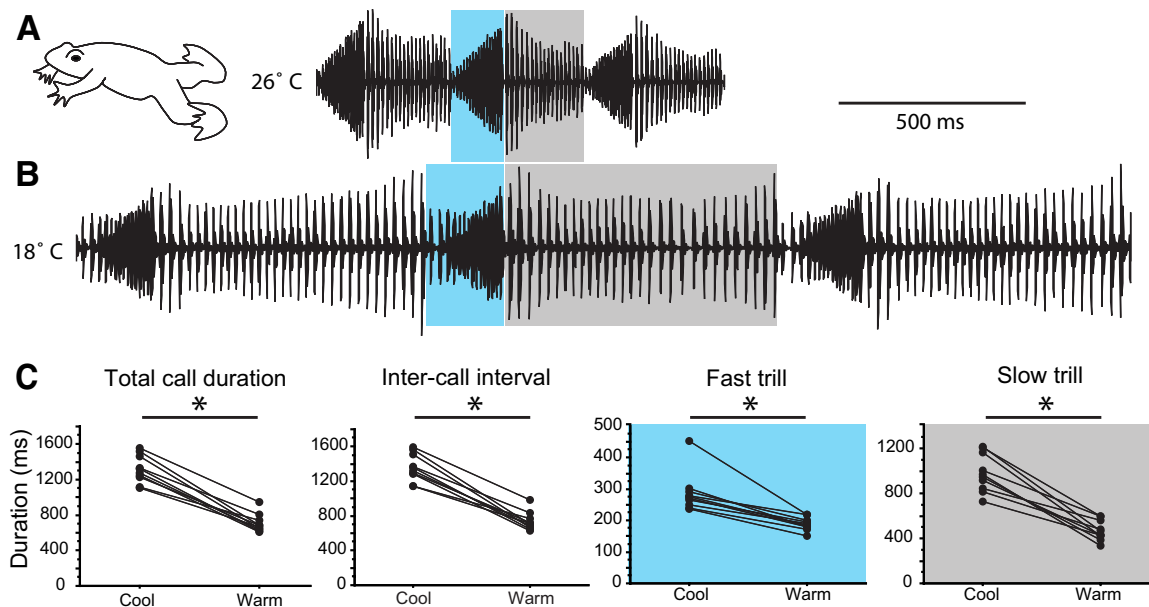 A
26° C
500 ms
B
18° C
C
Total call duration
Inter-call interval
Fast trill
Slow trill
* * * *
Duration (ms)
1600
1200
800
400
0
Cool Warm
1600
1200
800
400
0
Cool Warm
500
400
300
200
100
0
Cool Warm
1200
800
400
0
Cool Warm